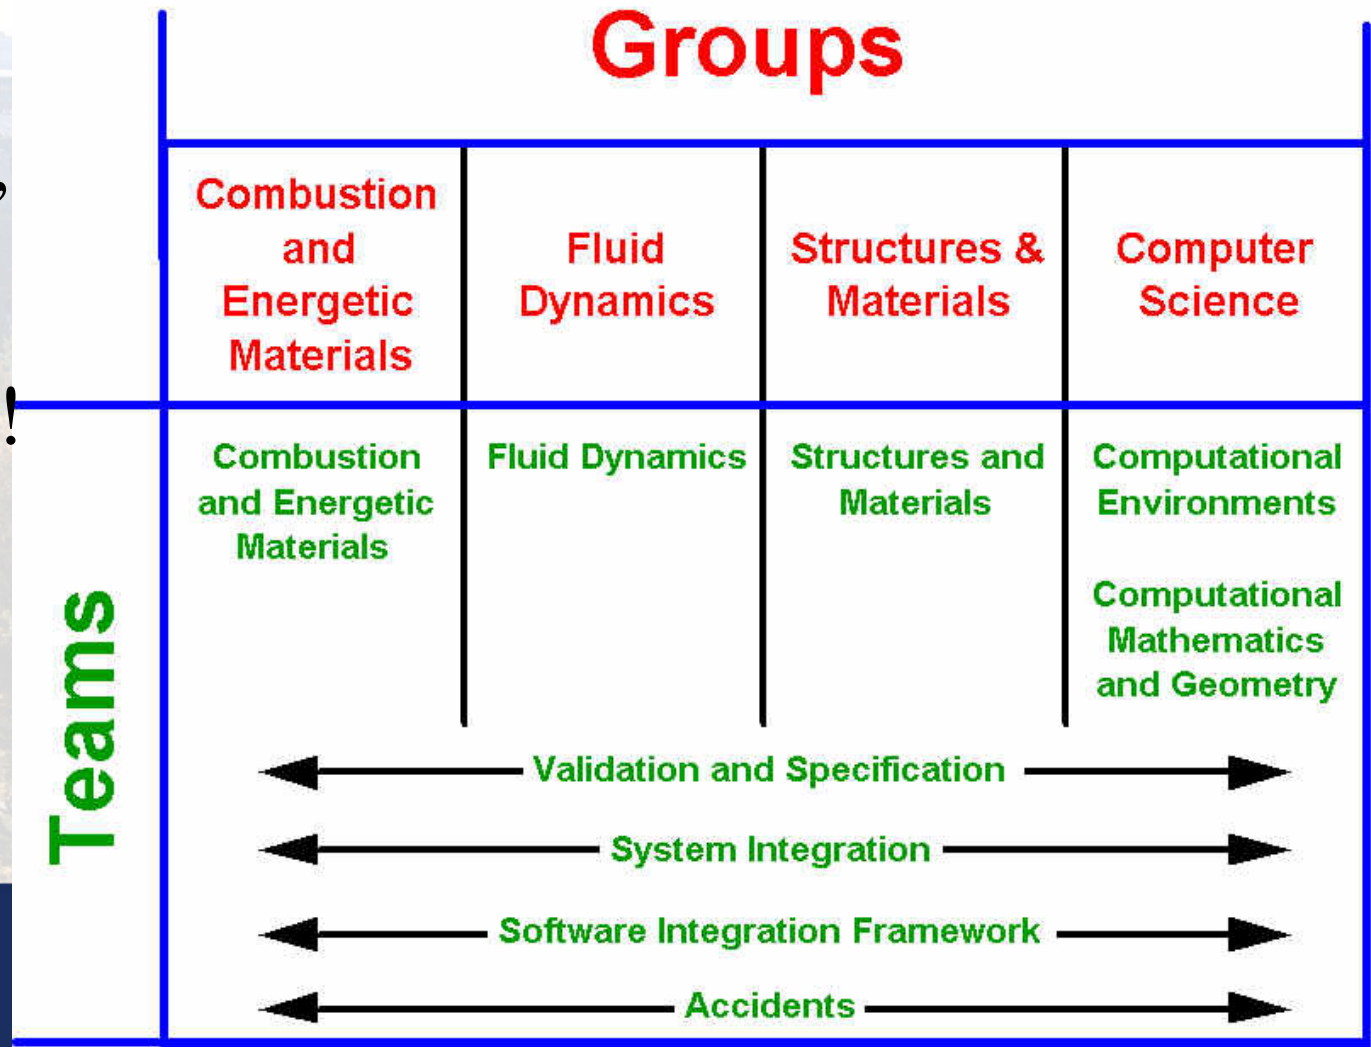 Groups
Combustion
and
Energetic
Materials
Fluid
Dynamics
Structures &
Materials
Computer
Science
,
!
Teams
Combustion
and Energetic
Materials
Fluid Dynamics
Structures and
Materials
Computational
Environments
Computational
Mathematics
and Geometry
Validation and Specification
System Integration
Software Integration Framework
Accidents